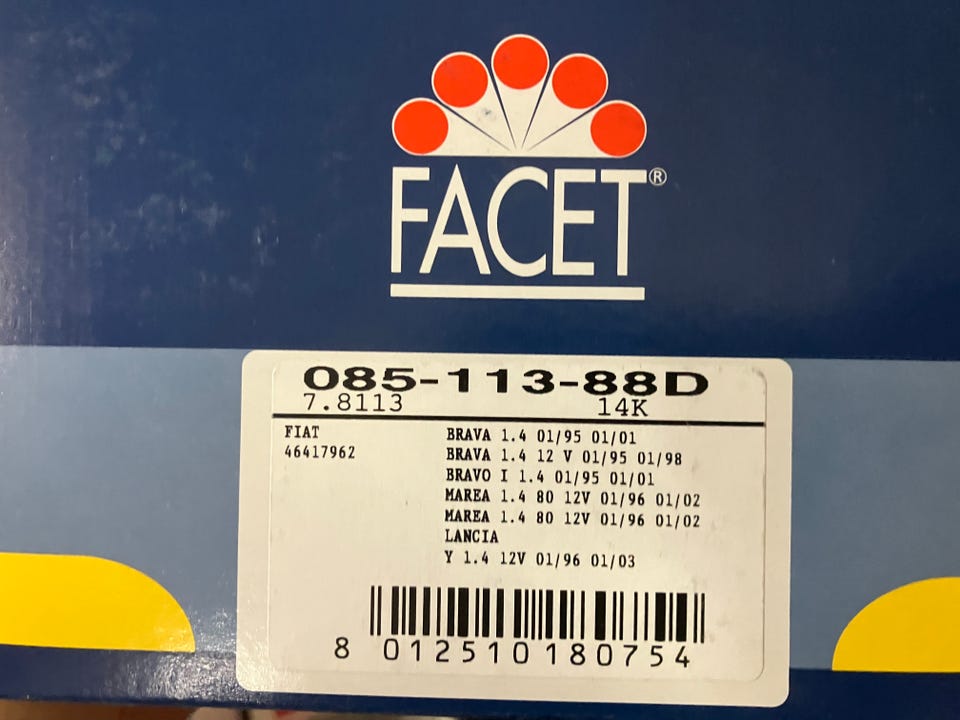 FACET®
085-113-88D
7.8113 14K
FIAT BRAVA 1.4 01/95 01/01
46417962 BRAVA 1.4 12 V 01/95 01/98
BRAVO I 1.4 01/95 01/01
MAREA 1.4 80 12V 01/96 01/02
MAREA 1.4 80 12V 01/96 01/02
LANCIA
Y 1.4 12V 01/96 01/03
8 012510 180754